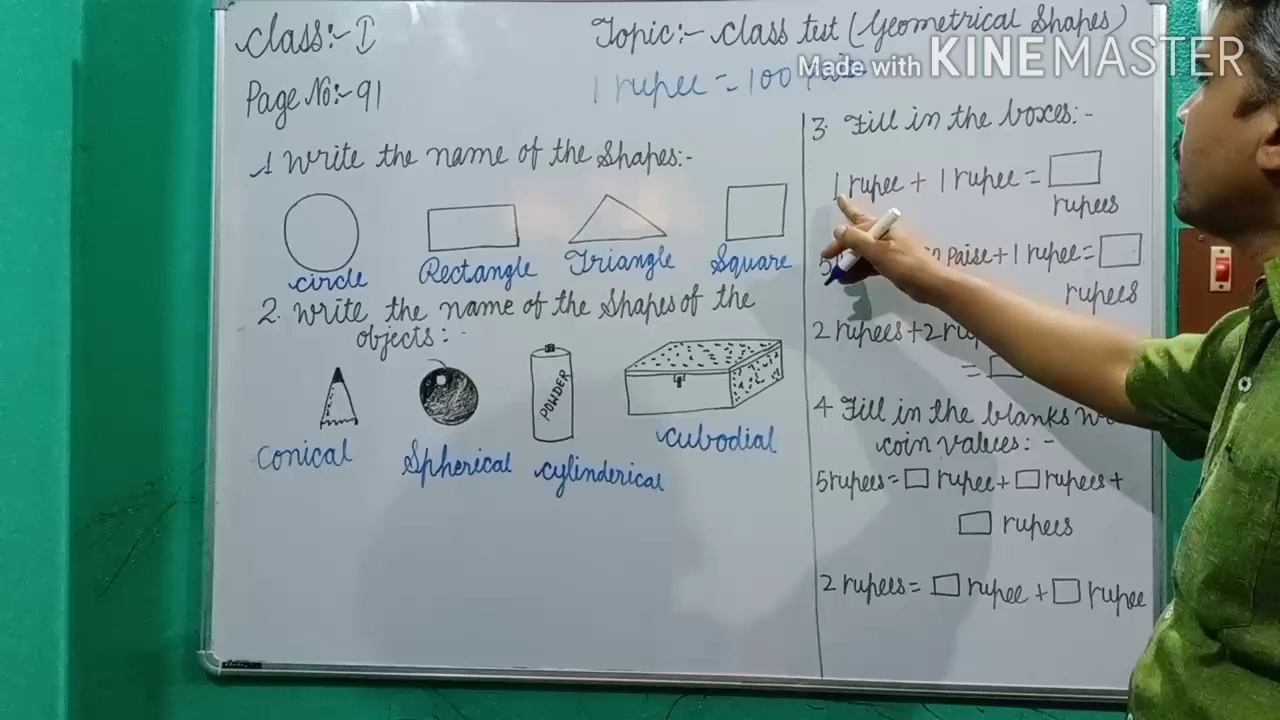 Class:- I
Topic:- Class test (Geometrical Shapes)
Made with KINEMASTER
Page No:- 91
1 rupee = 100
1. Write the name of the Shapes:-
circle
Rectangle
Triangle
Square
2. Write the name of the Shapes of the
objects:-
POWDER
Conical
Spherical
cylinderical
cubodial
3. Fill in the boxes:-
1 rupee + 1 rupee =
rupees
Paise + 1 rupee =
rupees
2 rupees + 2
=
4 Fill in the blanks
coin values:-
5 rupees = rupee + rupees +
rupees
2 rupees = rupee + rupee